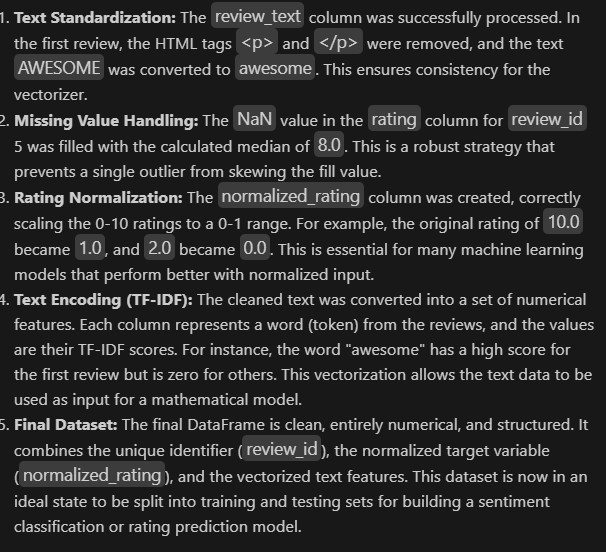 1. Text Standardization: The review_text column was successfully processed. In
the first review, the HTML tags <p> and </p> were removed, and the text
AWESOME was converted to awesome. This ensures consistency for the
vectorizer.
2. Missing Value Handling: The NaN value in the rating column for review_id
5 was filled with the calculated median of 8.0. This is a robust strategy that
prevents a single outlier from skewing the fill value.
3. Rating Normalization: The normalized_rating column was created, correctly
scaling the 0-10 ratings to a 0-1 range. For example, the original rating of 10.0
became 1.0, and 2.0 became 0.0. This is essential for many machine learning
models that perform better with normalized input.
4. Text Encoding (TF-IDF): The cleaned text was converted into a set of numerical
features. Each column represents a word (token) from the reviews, and the values
are their TF-IDF scores. For instance, the word "awesome" has a high score for
the first review but is zero for others. This vectorization allows the text data to be
used as input for a mathematical model.
5. Final Dataset: The final DataFrame is clean, entirely numerical, and structured. It
combines the unique identifier (review_id), the normalized target variable
(normalized_rating), and the vectorized text features. This dataset is now in an
ideal state to be split into training and testing sets for building a sentiment
classification or rating prediction model.